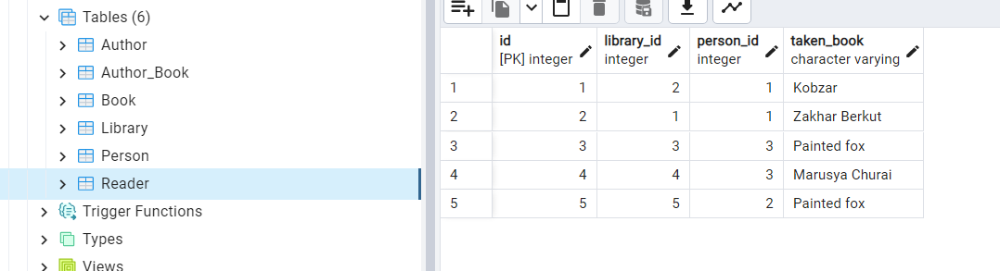 Tables (6)
Author
Author_Book
Book
Library
Person
Reader
Trigger Functions
Types
Views
id library_id person_id taken_book
[PK] integer integer integer character varying
1 1 2 1 Kobzar
2 2 1 1 Zakhar Berkut
3 3 3 3 Painted fox
4 4 4 3 Marusya Churai
5 5 5 2 Painted fox